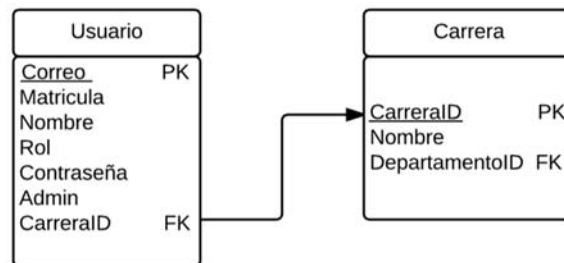 Usuario
Correo PK
Matricula
Nombre
Rol
Contraseña
Admin
CarreraID FK
Carrera
CarreraID PK
Nombre
DepartamentoID FK